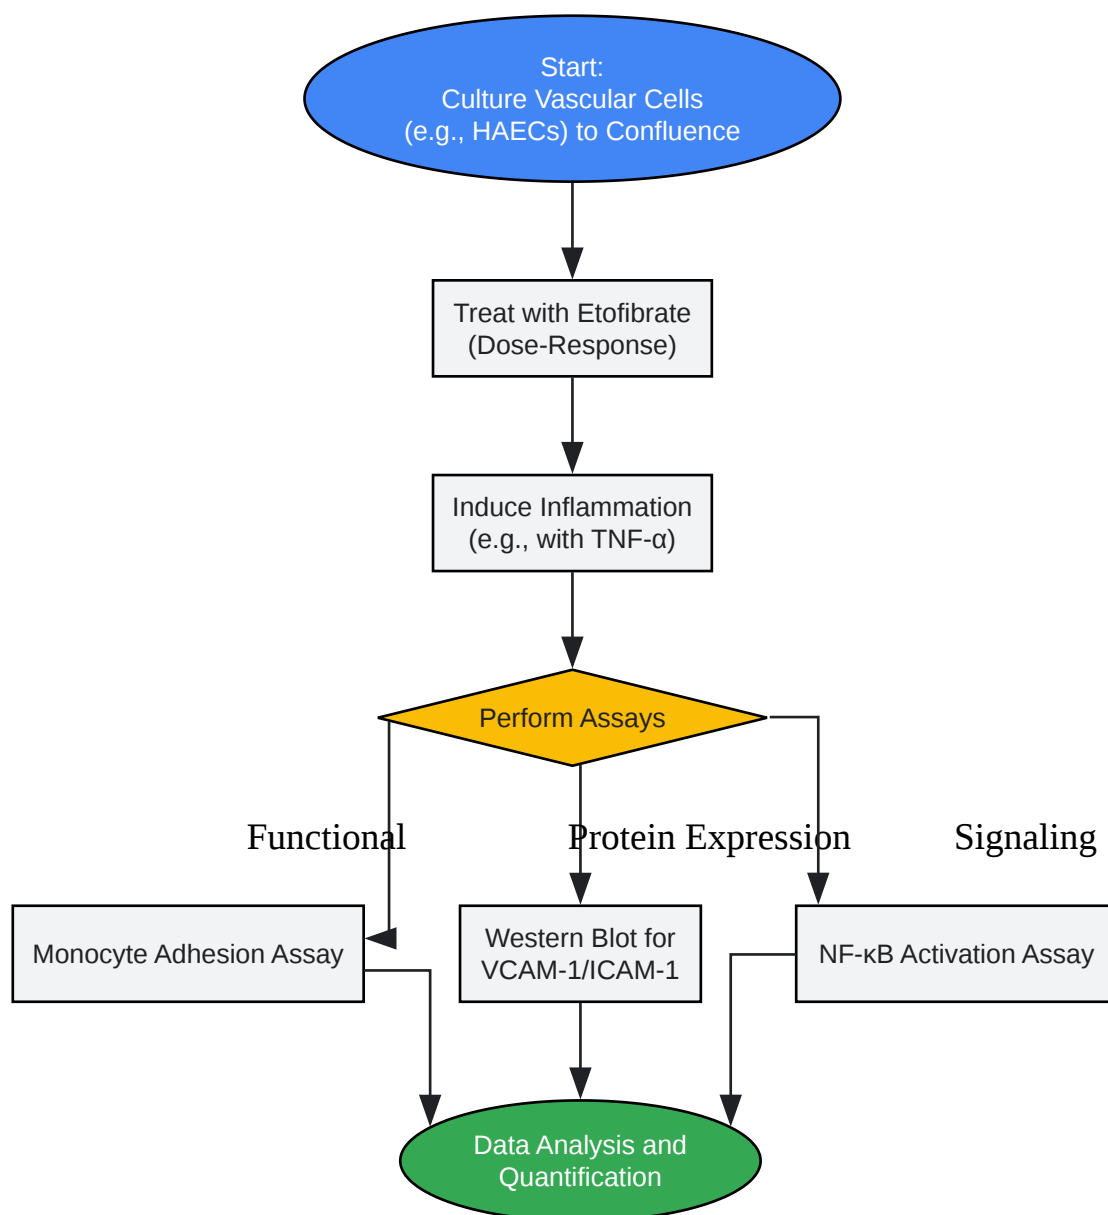 Start:
Culture Vascular Cells
(e.g., HAECs) to Confluence
Treat with Etofibrate
(Dose-Response)
Induce Inflammation
(e.g., with TNF-α)
Perform Assays
Functional
Protein Expression
Signaling
Monocyte Adhesion Assay
Western Blot for
VCAM-1/ICAM-1
NF-κB Activation Assay
Data Analysis and
Quantification